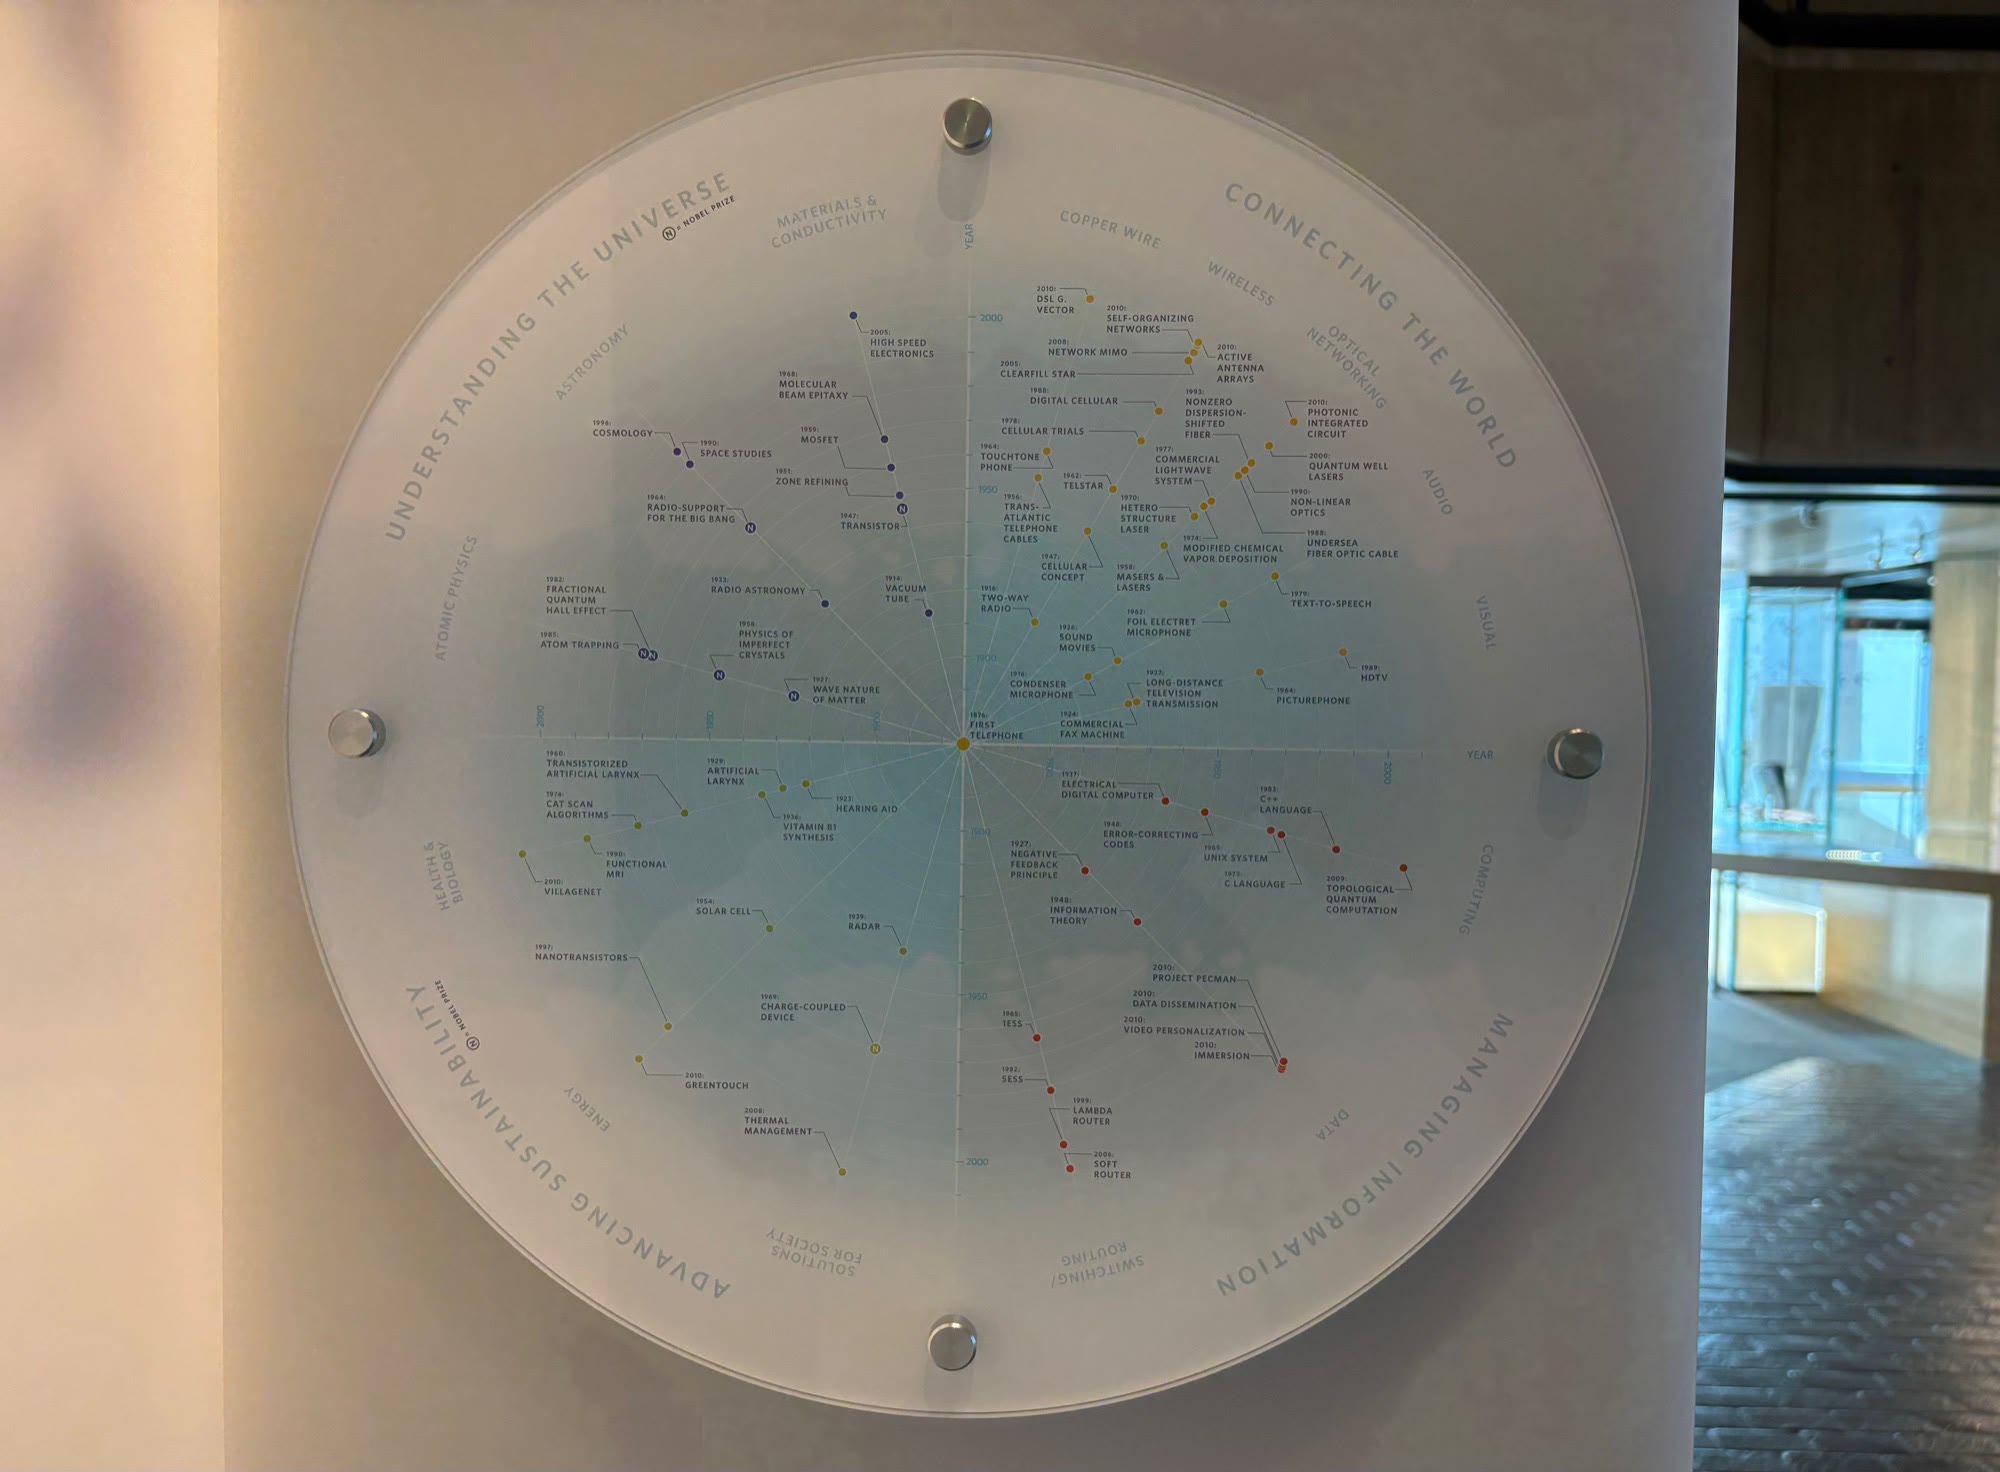 UNDERSTANDING THE UNIVERSE
N = NOBEL PRIZE
MATERIALS &
CONDUCTIVITY
ASTRONOMY
ATOMIC PHYSICS
2005:
HIGH SPEED
ELECTRONICS
1968:
MOLECULAR
BEAM EPITAXY
1959:
MOSFET
1951:
ZONE REFINING
1947:
TRANSISTOR
N
1914:
VACUUM
TUBE
1996:
COSMOLOGY
1990:
SPACE STUDIES
1964:
RADIO-SUPPORT
FOR THE BIG BANG
N
1933:
RADIO ASTRONOMY
1982:
FRACTIONAL
QUANTUM
HALL EFFECT
1985:
ATOM TRAPPING
N
N
1958:
PHYSICS OF
IMPERFECT
CRYSTALS
N
1927:
WAVE NATURE
OF MATTER
N
2000
1950
1900
YEAR
2000
1950
1900
CONNECTING THE WORLD
COPPER WIRE
WIRELESS
OPTICAL
NETWORKING
AUDIO
VISUAL
2010:
DSL G.
VECTOR
2010:
SELF-ORGANIZING
NETWORKS
2008:
NETWORK MIMO
2010:
ACTIVE
ANTENNA
ARRAYS
2005:
CLEARFILL STAR
1988:
DIGITAL CELLULAR
1993:
NONZERO
DISPERSION-
SHIFTED
FIBER
2010:
PHOTONIC
INTEGRATED
CIRCUIT
1978:
CELLULAR TRIALS
1964:
TOUCHTONE
PHONE
1977:
COMMERCIAL
LIGHTWAVE
SYSTEM
2000:
QUANTUM WELL
LASERS
1962:
TELSTAR
1990:
NON-LINEAR
OPTICS
1956:
TRANS-
ATLANTIC
TELEPHONE
CABLES
1970:
HETERO
STRUCTURE
LASER
1988:
UNDERSEA
FIBER OPTIC CABLE
1974:
MODIFIED CHEMICAL
VAPOR DEPOSITION
1947:
CELLULAR
CONCEPT
1958:
MASERS &
LASERS
1979:
TEXT-TO-SPEECH
1916:
TWO-WAY
RADIO
1962:
FOIL ELECTRET
MICROPHONE
1926:
SOUND
MOVIES
1916:
CONDENSER
MICROPHONE
1927:
LONG-DISTANCE
TELEVISION
TRANSMISSION
1989:
HDTV
1964:
PICTUREPHONE
1924:
COMMERCIAL
FAX MACHINE
1876:
FIRST
TELEPHONE
YEAR
1900
1950
2000
MANAGING INFORMATION
COMPUTING
DATA
SWITCHING/
ROUTING
1937:
ELECTRICAL
DIGITAL COMPUTER
1948:
ERROR-CORRECTING
CODES
1983:
C++
LANGUAGE
1969:
UNIX SYSTEM
1973:
C LANGUAGE
2009:
TOPOLOGICAL
QUANTUM
COMPUTATION
1927:
NEGATIVE
FEEDBACK
PRINCIPLE
1948:
INFORMATION
THEORY
2010:
PROJECT PECMAN
2010:
DATA DISSEMINATION
2010:
VIDEO PERSONALIZATION
2010:
IMMERSION
1965:
1ESS
1982:
5ESS
1999:
LAMBDA
ROUTER
2006:
SOFT
ROUTER
1900
1950
2000
ADVANCING SUSTAINABILITY
N = NOBEL PRIZE
HEALTH &
BIOLOGY
ENERGY
SOLUTIONS
FOR SOCIETY
1960:
TRANSISTORIZED
ARTIFICIAL LARYNX
1929:
ARTIFICIAL
LARYNX
1923:
HEARING AID
1974:
CAT SCAN
ALGORITHMS
1936:
VITAMIN B1
SYNTHESIS
1990:
FUNCTIONAL
MRI
2010:
VILLAGENET
1954:
SOLAR CELL
1939:
RADAR
1997:
NANOTRANSISTORS
1969:
CHARGE-COUPLED
DEVICE
N
2010:
GREENTOUCH
2008:
THERMAL
MANAGEMENT